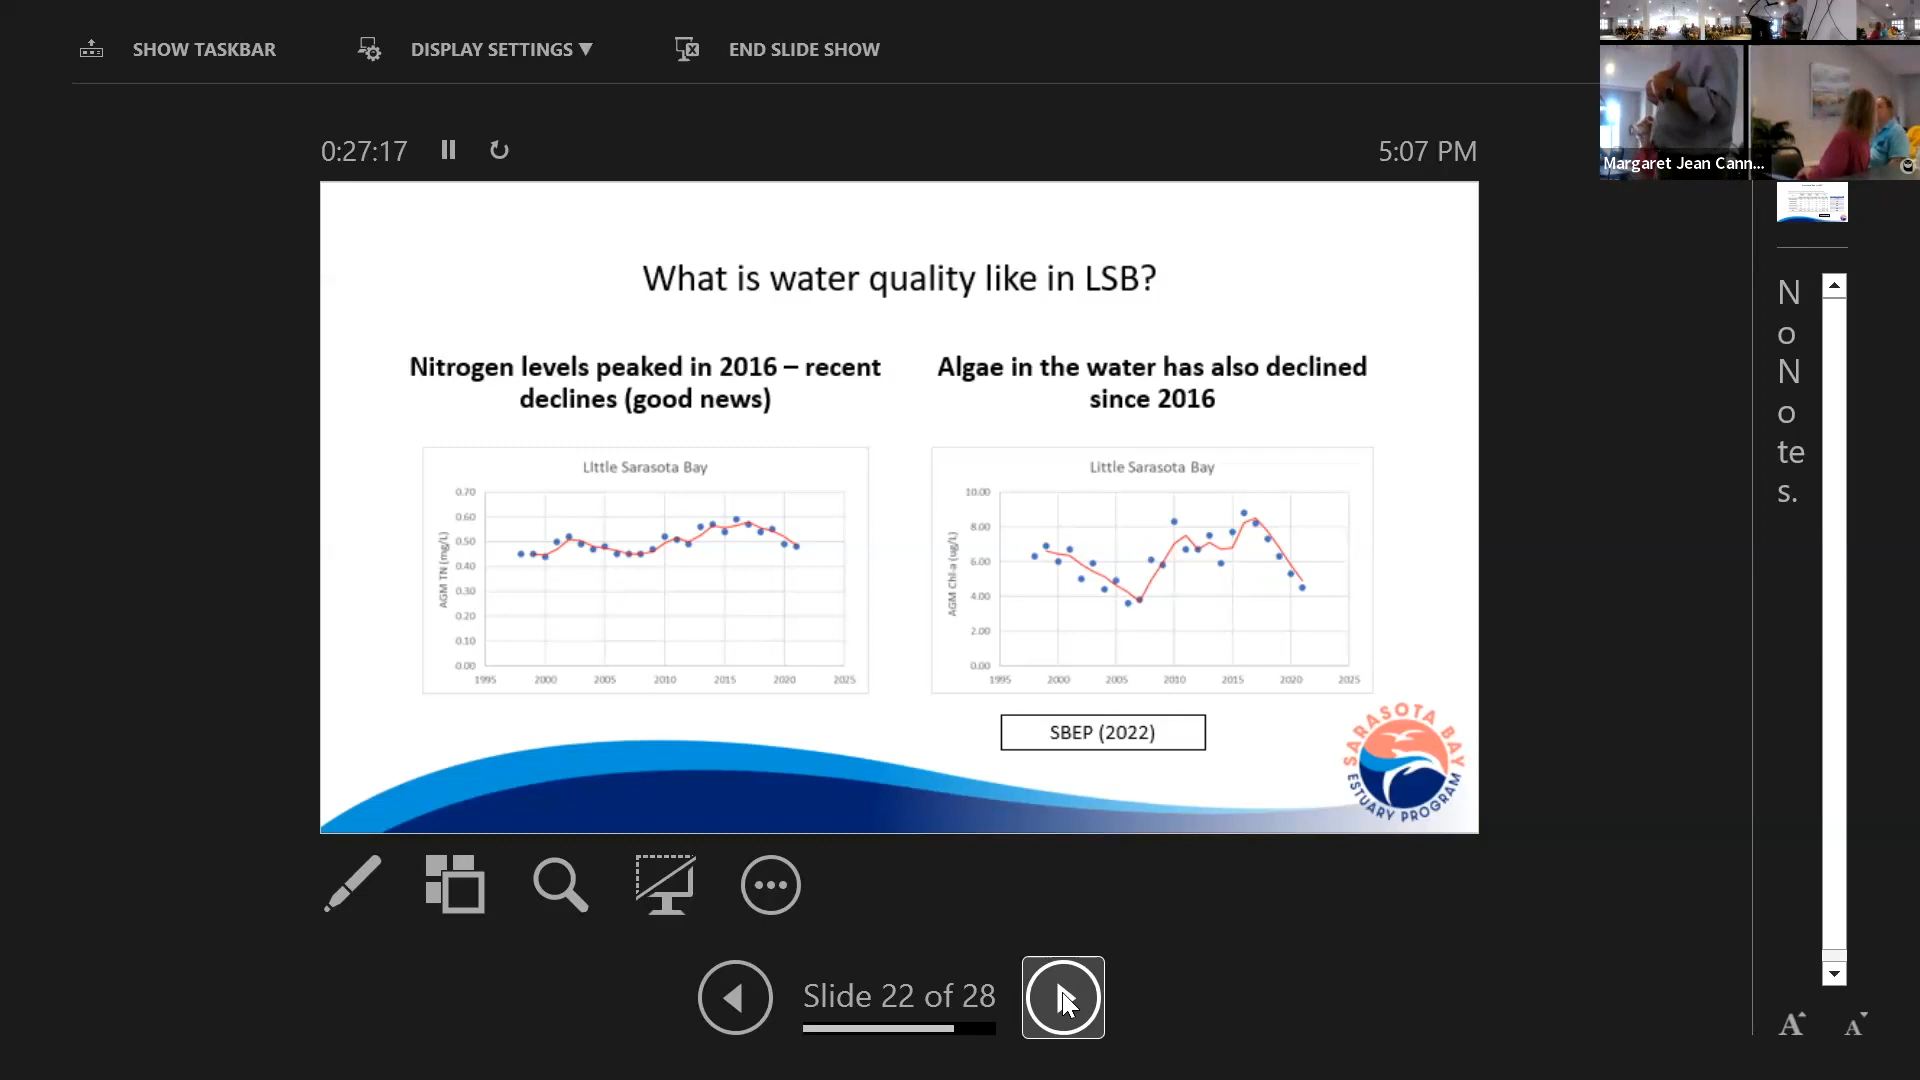 SHOW TASKBAR
DISPLAY SETTINGS ▼
END SLIDE SHOW
Margaret Jean Cann...
0:27:17
5:07 PM
What is water quality like in LSB?
Nitrogen levels peaked in 2016 – recent
declines (good news)
Algae in the water has also declined
since 2016
LIttle Sarasota Bay
AGM TN (mg/L)
0.70
0.60
0.50
0.40
0.30
0.20
0.10
0.00
1995 2000 2005 2010 2015 2020 2025
Little Sarasota Bay
AGM Chl-a (ug/L)
10.00
8.00
6.00
4.00
2.00
0.00
1995 2000 2005 2010 2015 2020 2025
SBEP (2022)
SARASOTA BAY
ESTUARY PROGRAM
N
o
N
o
te
s.
Slide 22 of 28
A A